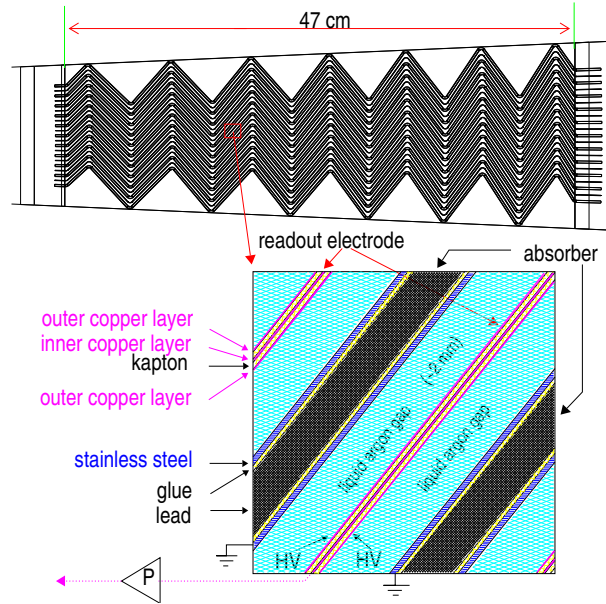 47 cm
readout electrode
absorber
outer copper layer
inner copper layer
kapton
outer copper layer
(~2 mm)
liquid argon gap
liquid argon gap
stainless steel
glue
lead
HV
HV
P